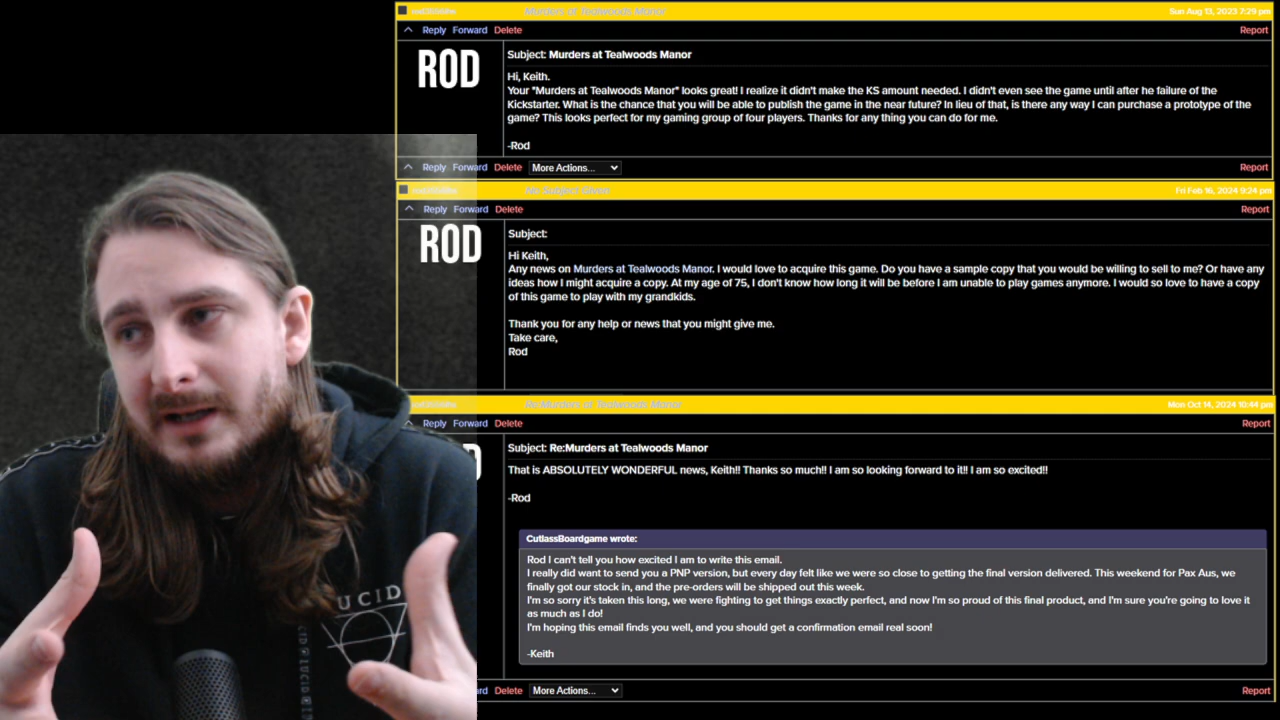 Murders at Tealwoods Manor
Sun Aug 13, 2023 7:29 pm
Reply Forward Delete
Report
ROD
Subject: Murders at Tealwoods Manor
Hi, Keith.
Your "Murders at Tealwoods Manor" looks great! I realize it didn't make the KS amount needed. I didn't even see the game until after he failure of the
Kickstarter. What is the chance that you will be able to publish the game in the near future? In lieu of that, is there any way I can purchase a prototype of the
game? This looks perfect for my gaming group of four players. Thanks for any thing you can do for me.
-Rod
Reply Forward Delete More Actions...
Report
No Subject Given
Fri Feb 16, 2024 9:24 pm
Reply Forward Delete
Report
ROD
Subject:
Hi Keith,
Any news on Murders at Tealwoods Manor. I would love to acquire this game. Do you have a sample copy that you would be willing to sell to me? Or have any
ideas how I might acquire a copy. At my age of 75, I don't know how long it will be before I am unable to play games anymore. I would so love to have a copy
of this game to play with my grandkids.
Thank you for any help or news that you might give me.
Take care,
Rod
Re:Murders at Tealwoods Manor
Mon Oct 14, 2024 10:44 pm
Reply Forward Delete
Report
D
Subject: Re:Murders at Tealwoods Manor
That is ABSOLUTELY WONDERFUL news, Keith!! Thanks so much!! I am so looking forward to it!! I am so excited!!
-Rod
CutlassBoardgame wrote:
Rod I can't tell you how excited I am to write this email.
I really did want to send you a PNP version, but every day felt like we were so close to getting the final version delivered. This weekend for Pax Aus, we
finally got our stock in, and the pre-orders will be shipped out this week.
I'm so sorry it's taken this long, we were fighting to get things exactly perfect, and now I'm so proud of this final product, and I'm sure you're going to love it
as much as I do!
I'm hoping this email finds you well, and you should get a confirmation email real soon!
-Keith
rd Delete More Actions...
Report
UCID